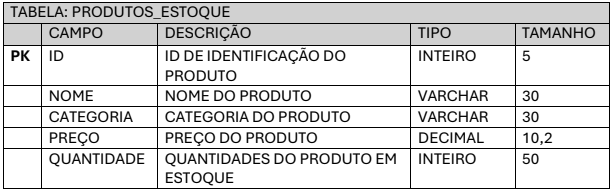 TABELA: PRODUTOS_ESTOQUE
CAMPO DESCRIÇÃO TIPO TAMANHO
PK ID ID DE IDENTIFICAÇÃO DO INTEIRO 5
PRODUTO
NOME NOME DO PRODUTO VARCHAR 30
CATEGORIA CATEGORIA DO PRODUTO VARCHAR 30
PREÇO PREÇO DO PRODUTO DECIMAL 10,2
QUANTIDADE QUANTIDADES DO PRODUTO EM INTEIRO 50
ESTOQUE